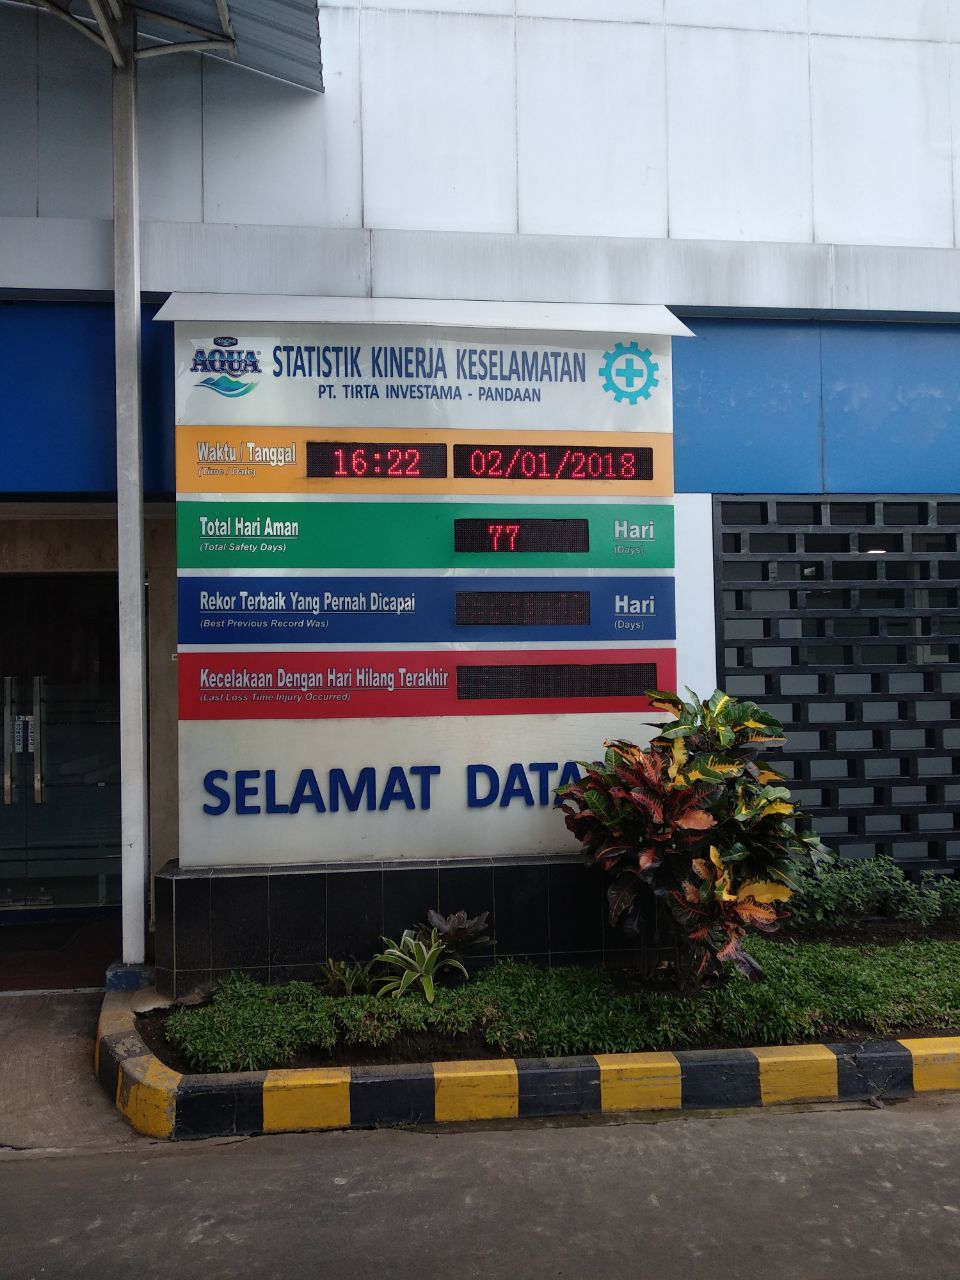 DANONE
AQUA
STATISTIK KINERJA KESELAMATAN
PT. TIRTA INVESTAMA - PANDAAN
Waktu / Tanggal 16:22 02/01/2018
(Time / Date)
Total Hari Aman 77 Hari
(Total Safety Days) (Days)
Rekor Terbaik Yang Pernah Dicapai Hari
(Best Previous Record Was) (Days)
Kecelakaan Dengan Hari Hilang Terakhir
(Last Loss Time Injury Occurred)
SELAMAT DATA